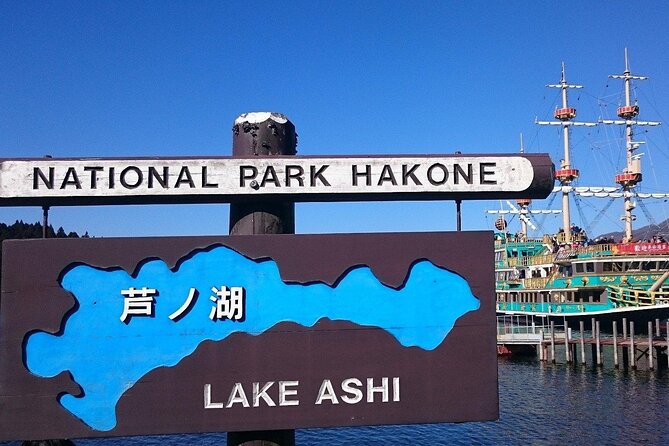 NATIONAL PARK HAKONE
芦ノ湖
LAKE ASHI